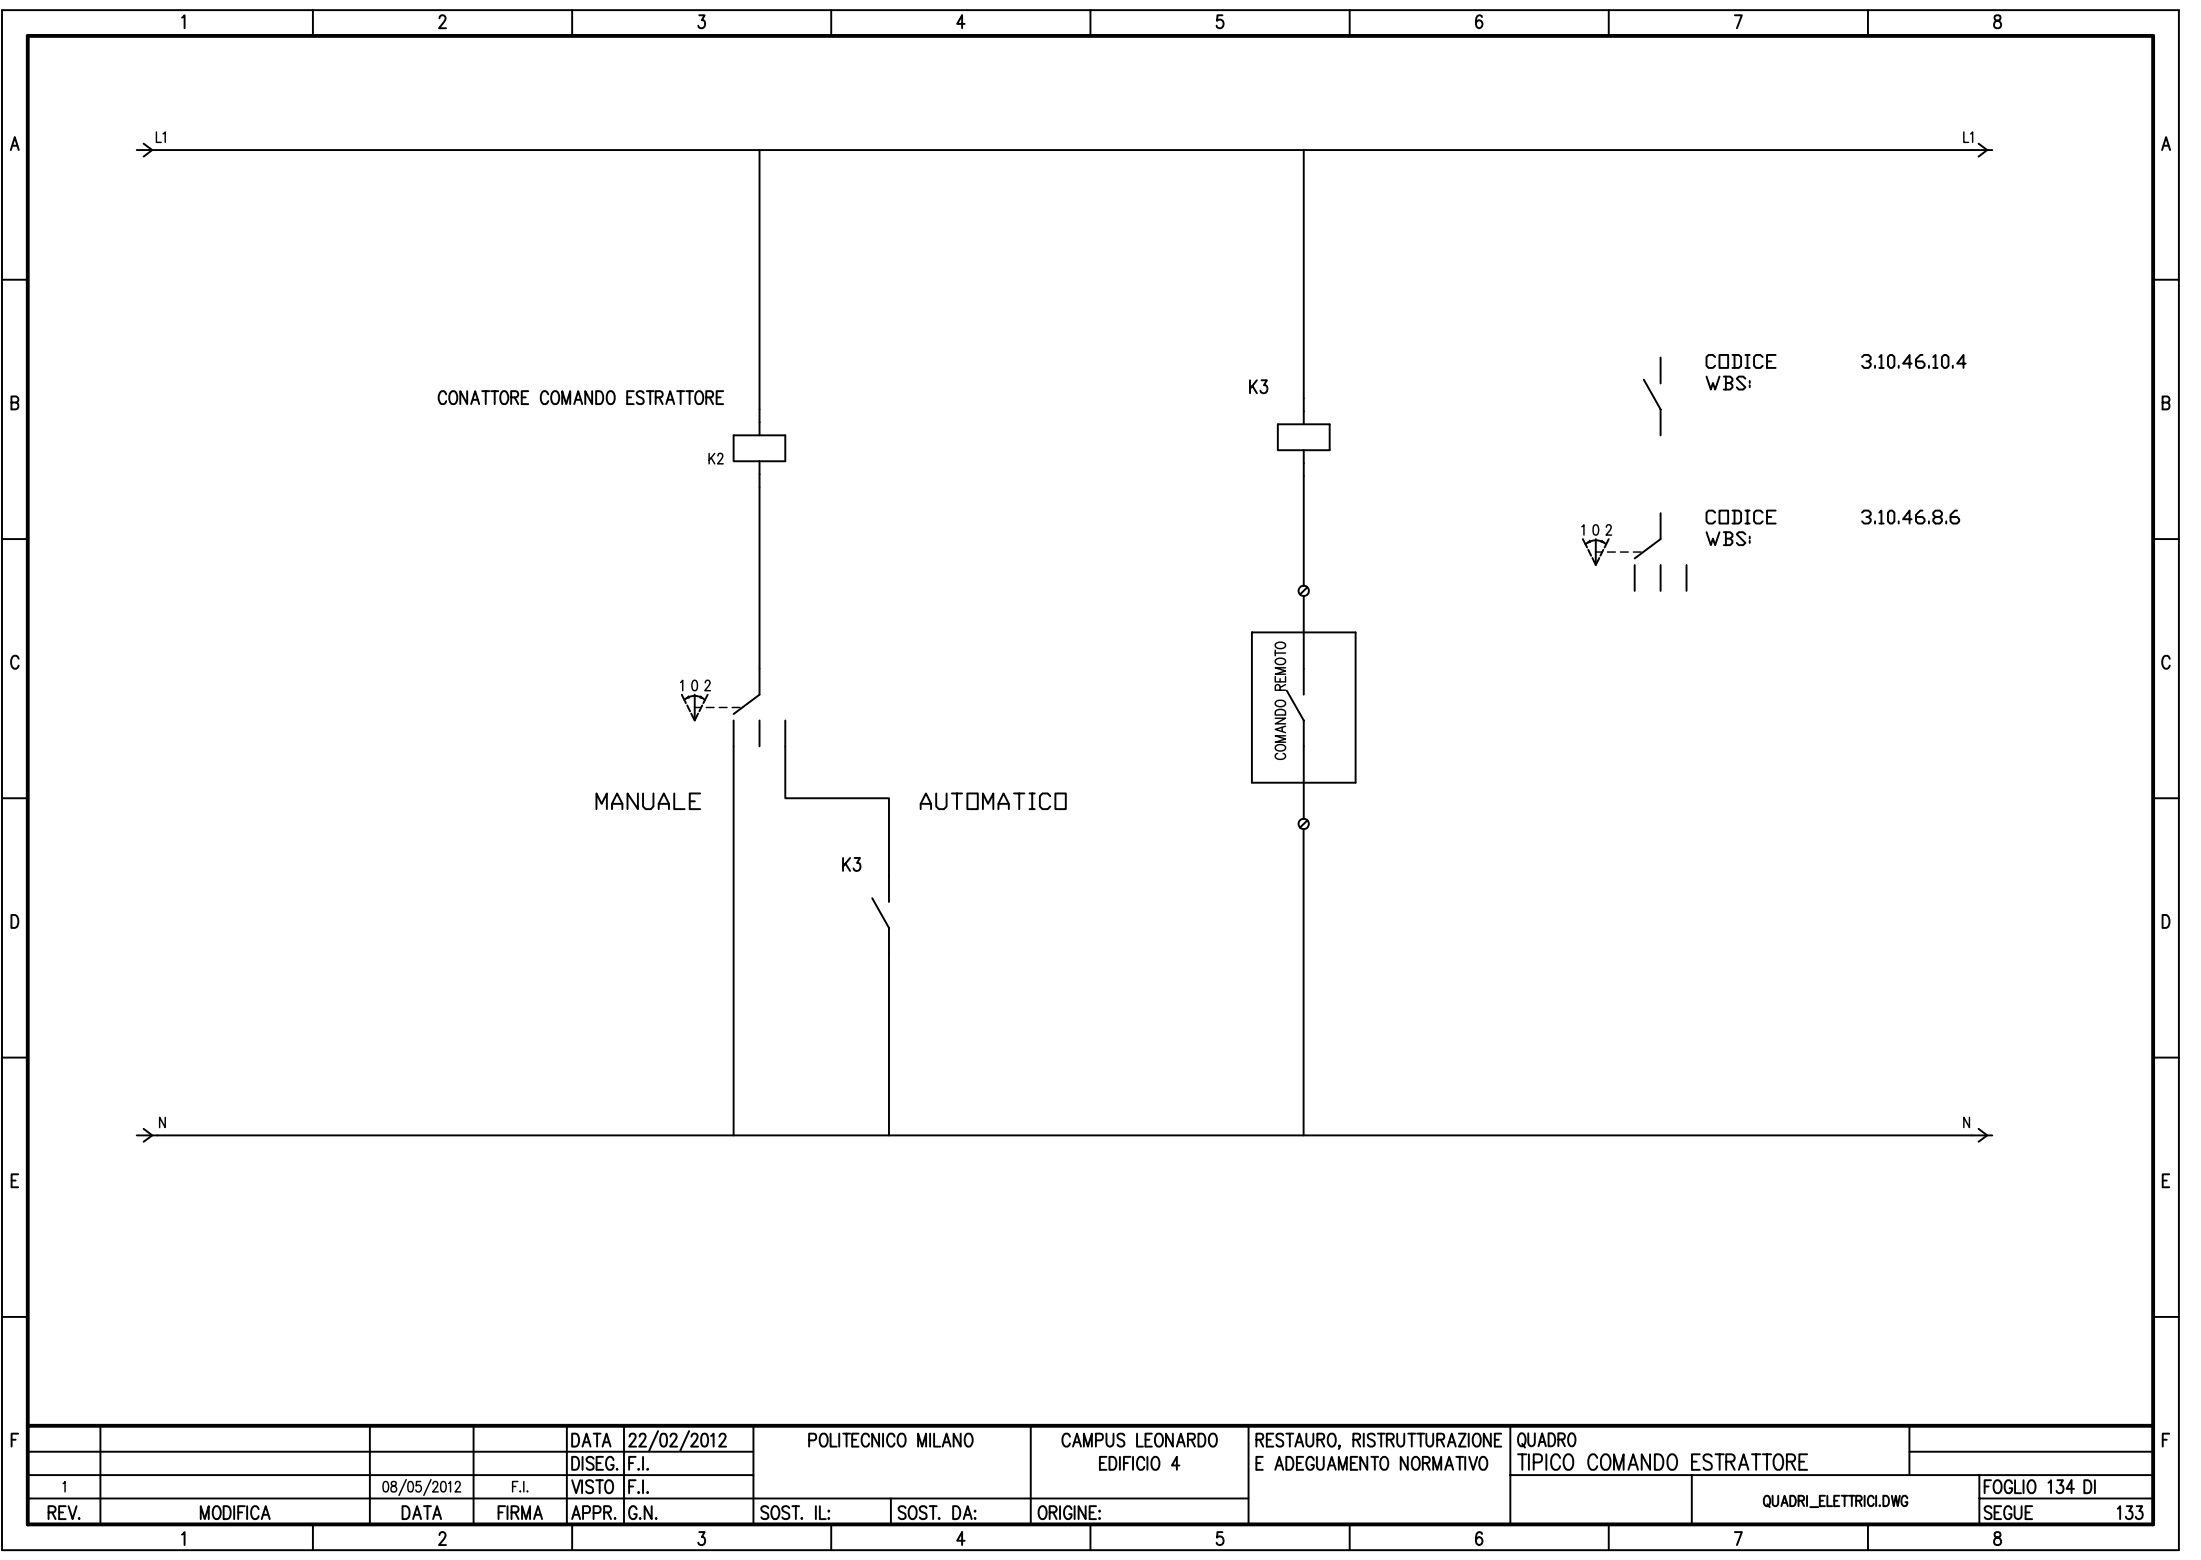 1 2 3 4 5 6 7 8
A A
L1 L1
B B
CODICE 3.10.46.10.4
WBS:
CONATTORE COMANDO ESTRATTORE
K2
K3
CODICE 3.10.46.8.6
WBS:
1 0 2
C C
1 0 2
COMANDO REMOTO
MANUALE AUTOMATICO
K3
D D
N N
E E
F F
DATA 22/02/2012
DISEG. F.I.
1 08/05/2012 F.I. VISTO F.I.
REV. MODIFICA DATA FIRMA APPR. G.N.
POLITECNICO MILANO
SOST. IL: SOST. DA:
CAMPUS LEONARDO
EDIFICIO 4
ORIGINE:
RESTAURO, RISTRUTTURAZIONE
E ADEGUAMENTO NORMATIVO
QUADRO
TIPICO COMANDO ESTRATTORE
QUADRI_ELETTRICI.DWG
FOGLIO 134 DI
SEGUE 133
1 2 3 4 5 6 7 8